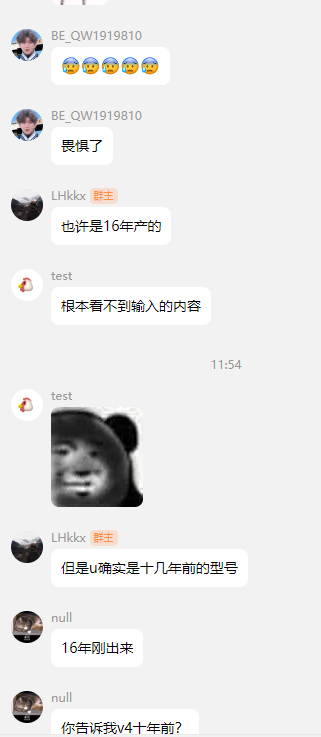 BE_QW1919810
😰😰😰😰😰
BE_QW1919810
畏惧了
LHkkx 群主
也许是16年产的
test
根本看不到输入的内容
11:54
test
LHkkx 群主
但是u确实是十几年前的型号
null
16年刚出来
null
你告诉我v4十年前?